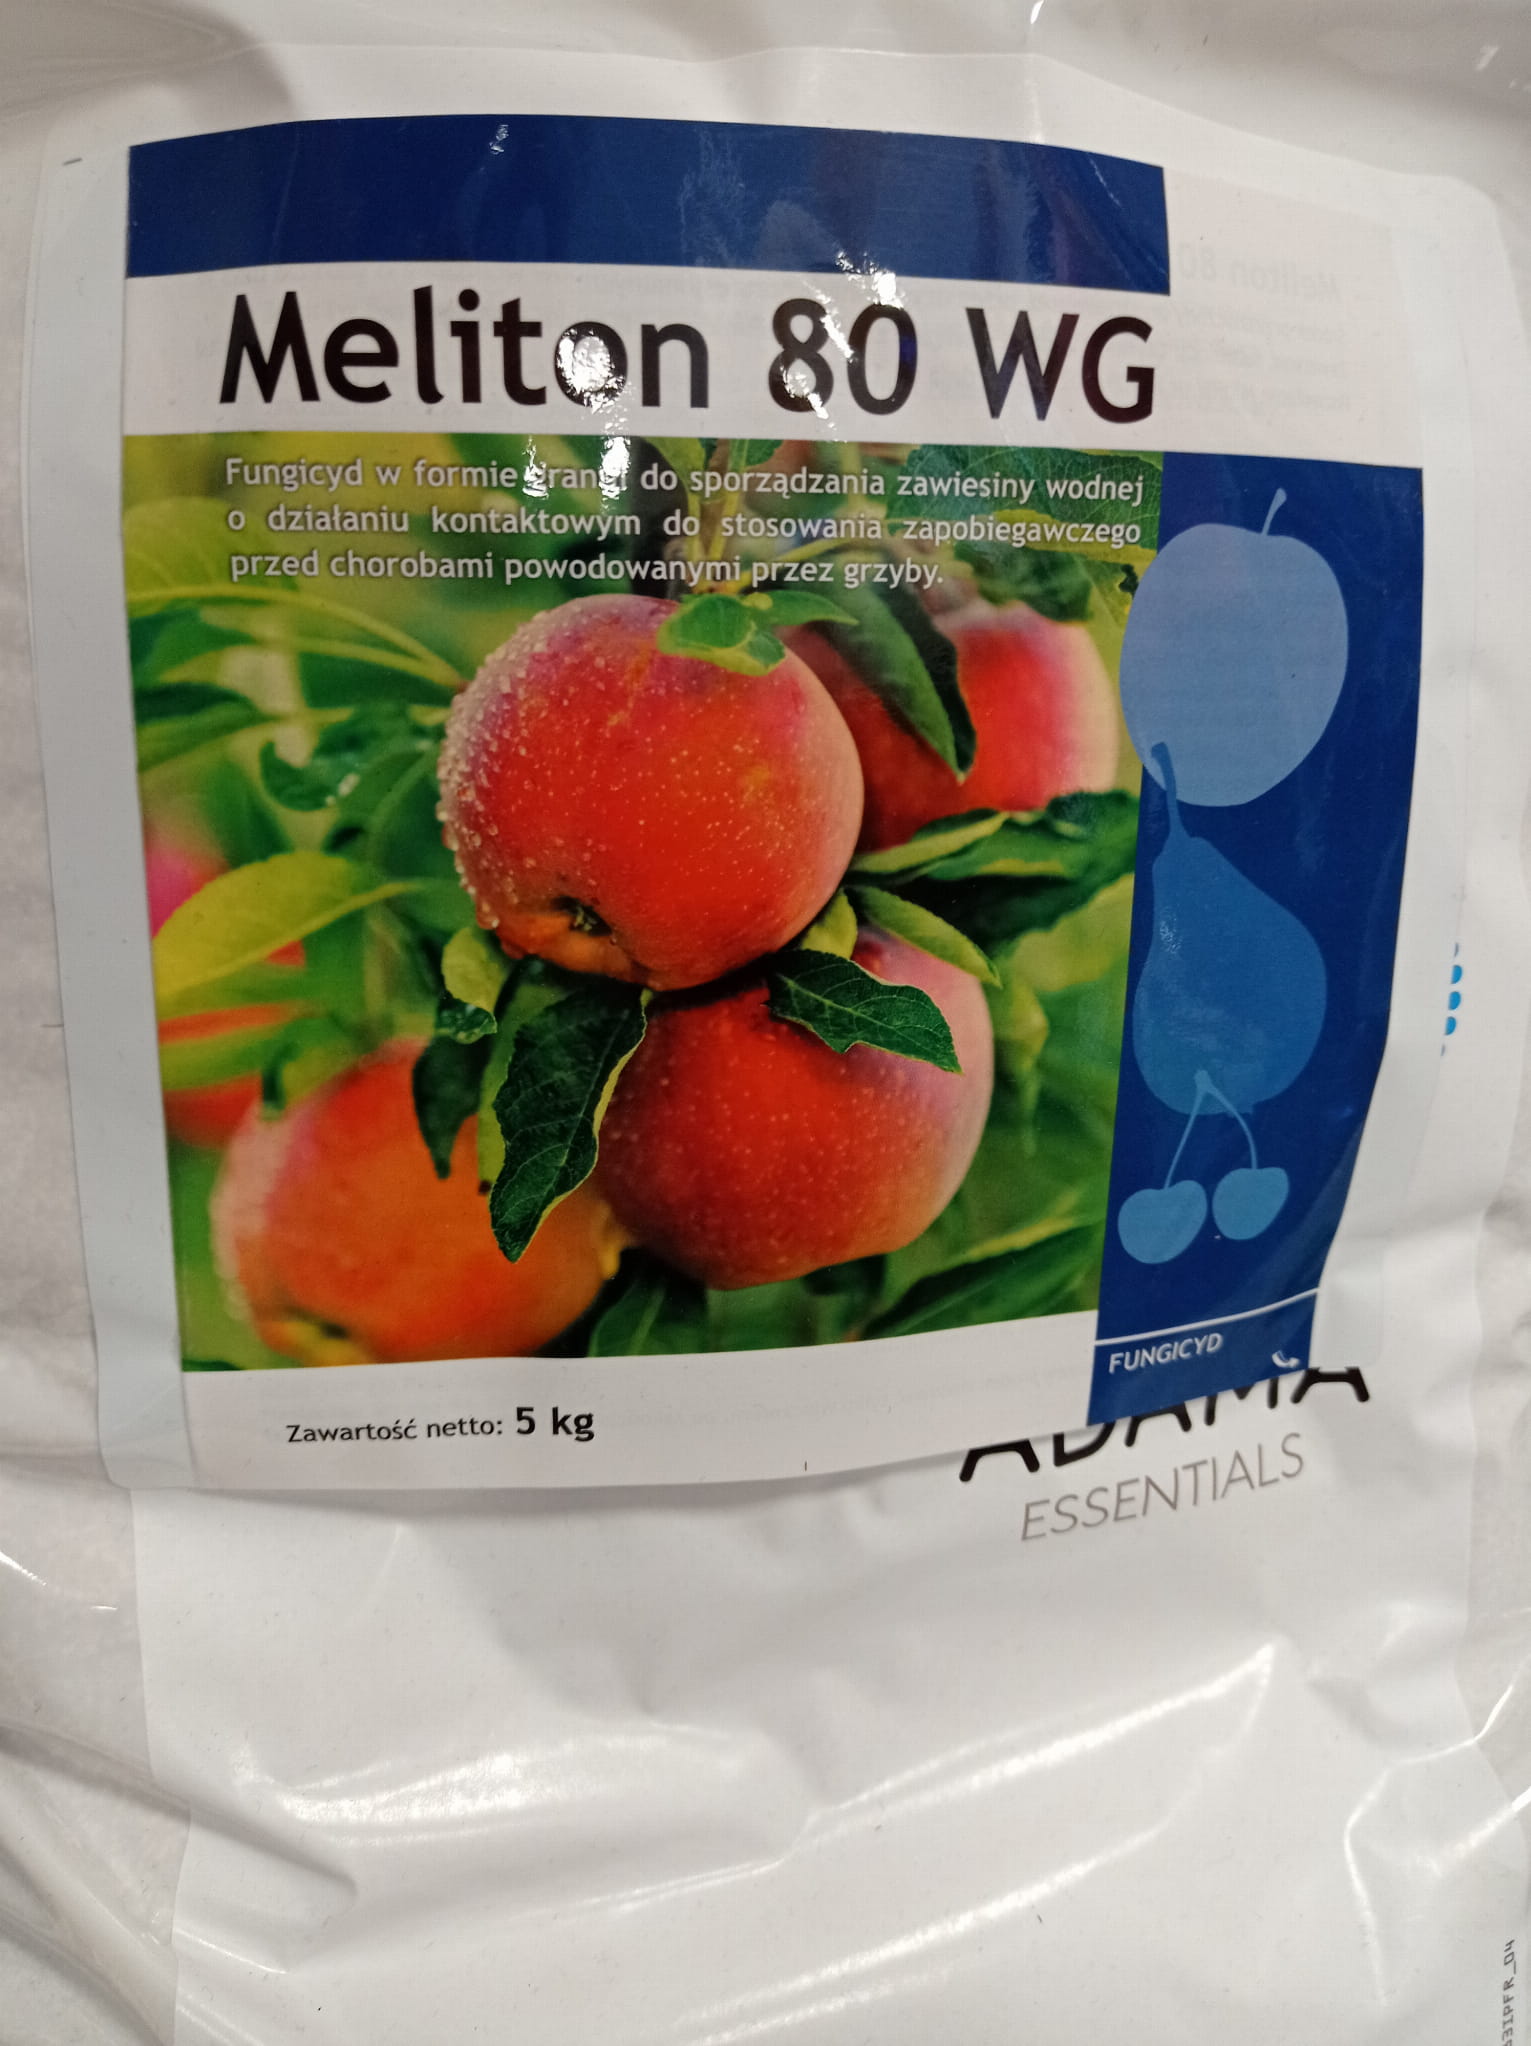 Meliton 80 WG
Fungicyd w formie do sporządzania zawiesiny wodnej
o działaniu kontaktowym do stosowania zapobiegawczego
przed chorobami powodowanymi przez grzyby.
FUNGICYD
Zawartość netto: 5 kg
ADAMA
ESSENTIALS